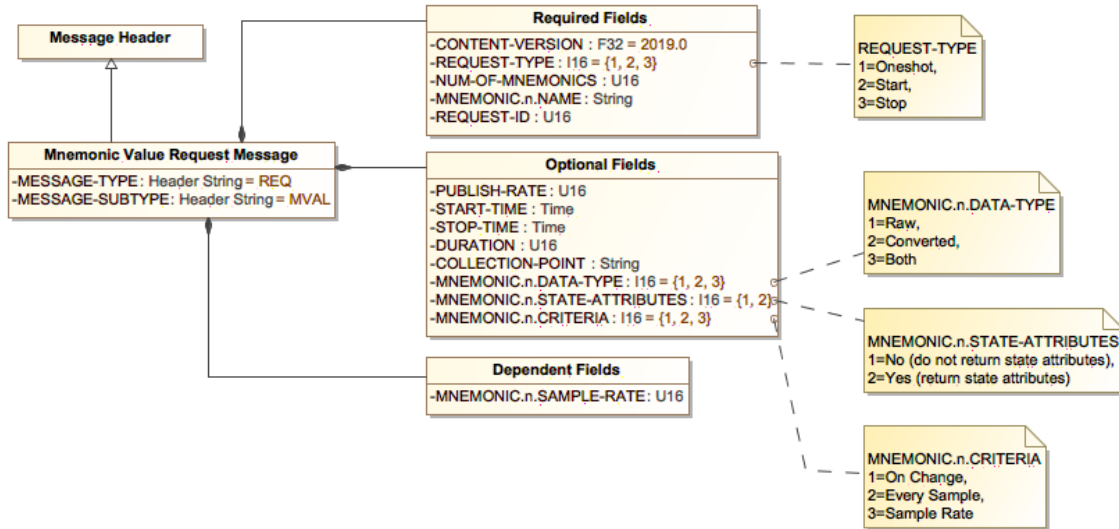 Message Header
Mnemonic Value Request Message
-MESSAGE-TYPE: Header String = REQ
-MESSAGE-SUBTYPE: Header String = MVAL
Required Fields
-CONTENT-VERSION : F32 = 2019.0
-REQUEST-TYPE : I16 = {1, 2, 3}
-NUM-OF-MNEMONICS : U16
-MNEMONIC.n.NAME : String
-REQUEST-ID : U16
Optional Fields
-PUBLISH-RATE : U16
-START-TIME : Time
-STOP-TIME : Time
-DURATION : U16
-COLLECTION-POINT : String
-MNEMONIC.n.DATA-TYPE : I16 = {1, 2, 3}
-MNEMONIC.n.STATE-ATTRIBUTES : I16 = {1, 2}
-MNEMONIC.n.CRITERIA : I16 = {1, 2, 3}
Dependent Fields
-MNEMONIC.n.SAMPLE-RATE : U16
REQUEST-TYPE
1=Oneshot,
2=Start,
3=Stop
MNEMONIC.n.DATA-TYPE
1=Raw,
2=Converted,
3=Both
MNEMONIC.n.STATE-ATTRIBUTES
1=No (do not return state attributes),
2=Yes (return state attributes)
MNEMONIC.n.CRITERIA
1=On Change,
2=Every Sample,
3=Sample Rate